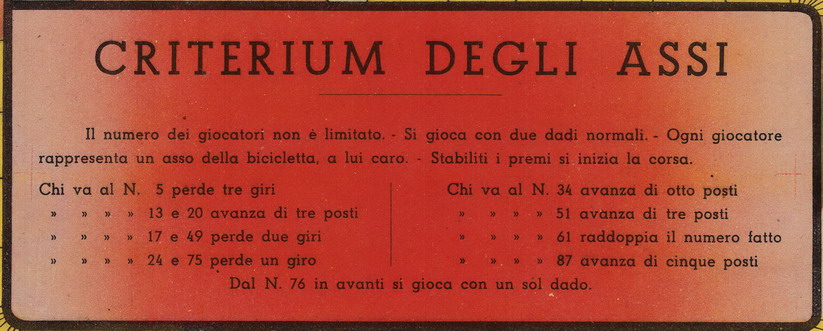 CRITERIUM DEGLI ASSI
Il numero dei giocatori non è limitato. - Si gioca con due dadi normali. - Ogni giocatore
rappresenta un asso della bicicletta, a lui caro. - Stabiliti i premi si inizia la corsa.
Chi va al N. 5 perde tre giri
» » » » 13 e 20 avanza di tre posti
» » » » 17 e 49 perde due giri
» » » » 24 e 75 perde un giro
Chi va al N. 34 avanza di otto posti
» » » » 51 avanza di tre posti
» » » » 61 raddoppia il numero fatto
» » » » 87 avanza di cinque posti
Dal N. 76 in avanti si gioca con un sol dado.